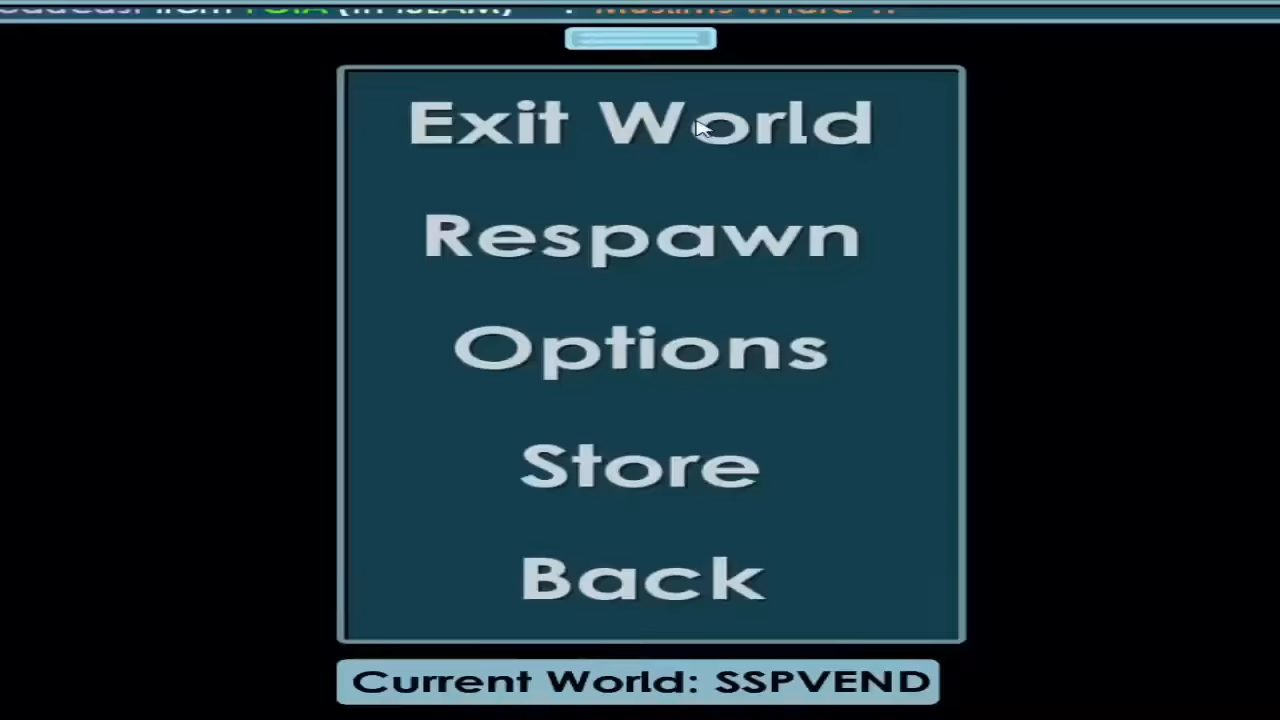 Exit World
Respawn
Options
Store
Back
Current World: SSPVEND